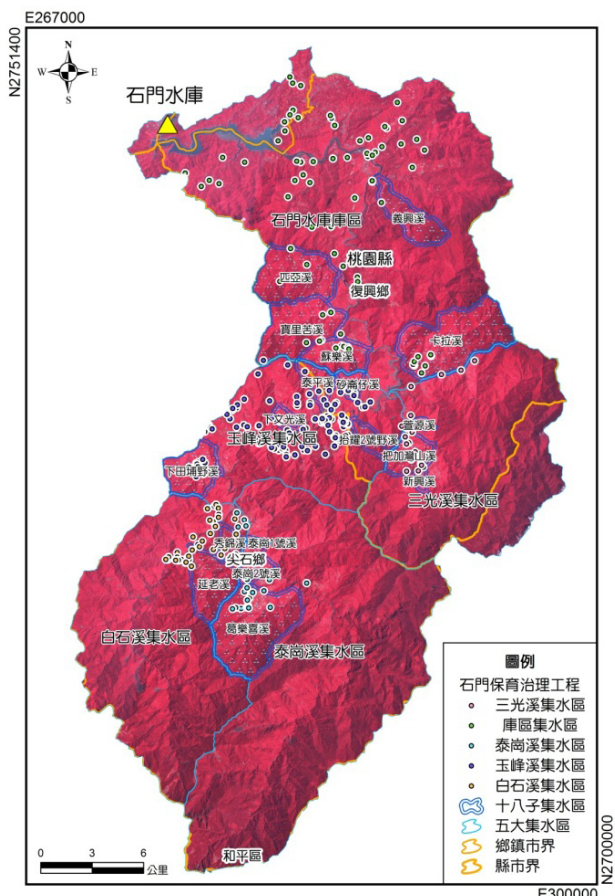 E267000
N2751400
N
W E
S
石門水庫
義興溪
石門水庫庫區
桃園縣
匹亞溪
復興鄉
寶里苦溪
蘇樂溪
卡拉溪
泰平溪
砂崙仔溪
下文光溪
萱源溪
玉峰溪集水區
抬耀2號野溪
把加灣山溪
下田埔野溪
新興溪
三光溪集水區
秀錦溪
泰崗1號溪
尖石鄉
泰崗2號溪
延老溪
葛樂喜溪
白石溪集水區
泰崗溪集水區
和平區
0 3 6
公里
圖例
石門保育治理工程
三光溪集水區
庫區集水區
泰崗溪集水區
玉峰溪集水區
白石溪集水區
十八子集水區
五大集水區
鄉鎮市界
縣市界
N2700000
E300000